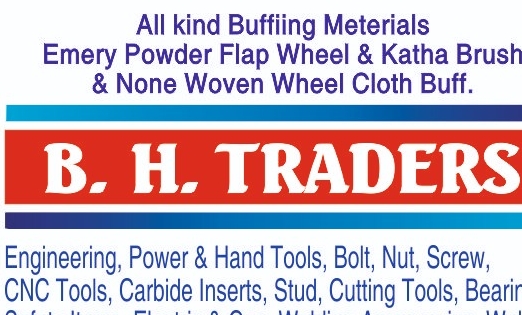 All kind Buffiing Meterials
Emery Powder Flap Wheel & Katha Brush
& None Woven Wheel Cloth Buff.
B. H. TRADERS
Engineering, Power & Hand Tools, Bolt, Nut, Screw,
CNC Tools, Carbide Inserts, Stud, Cutting Tools, Bearin